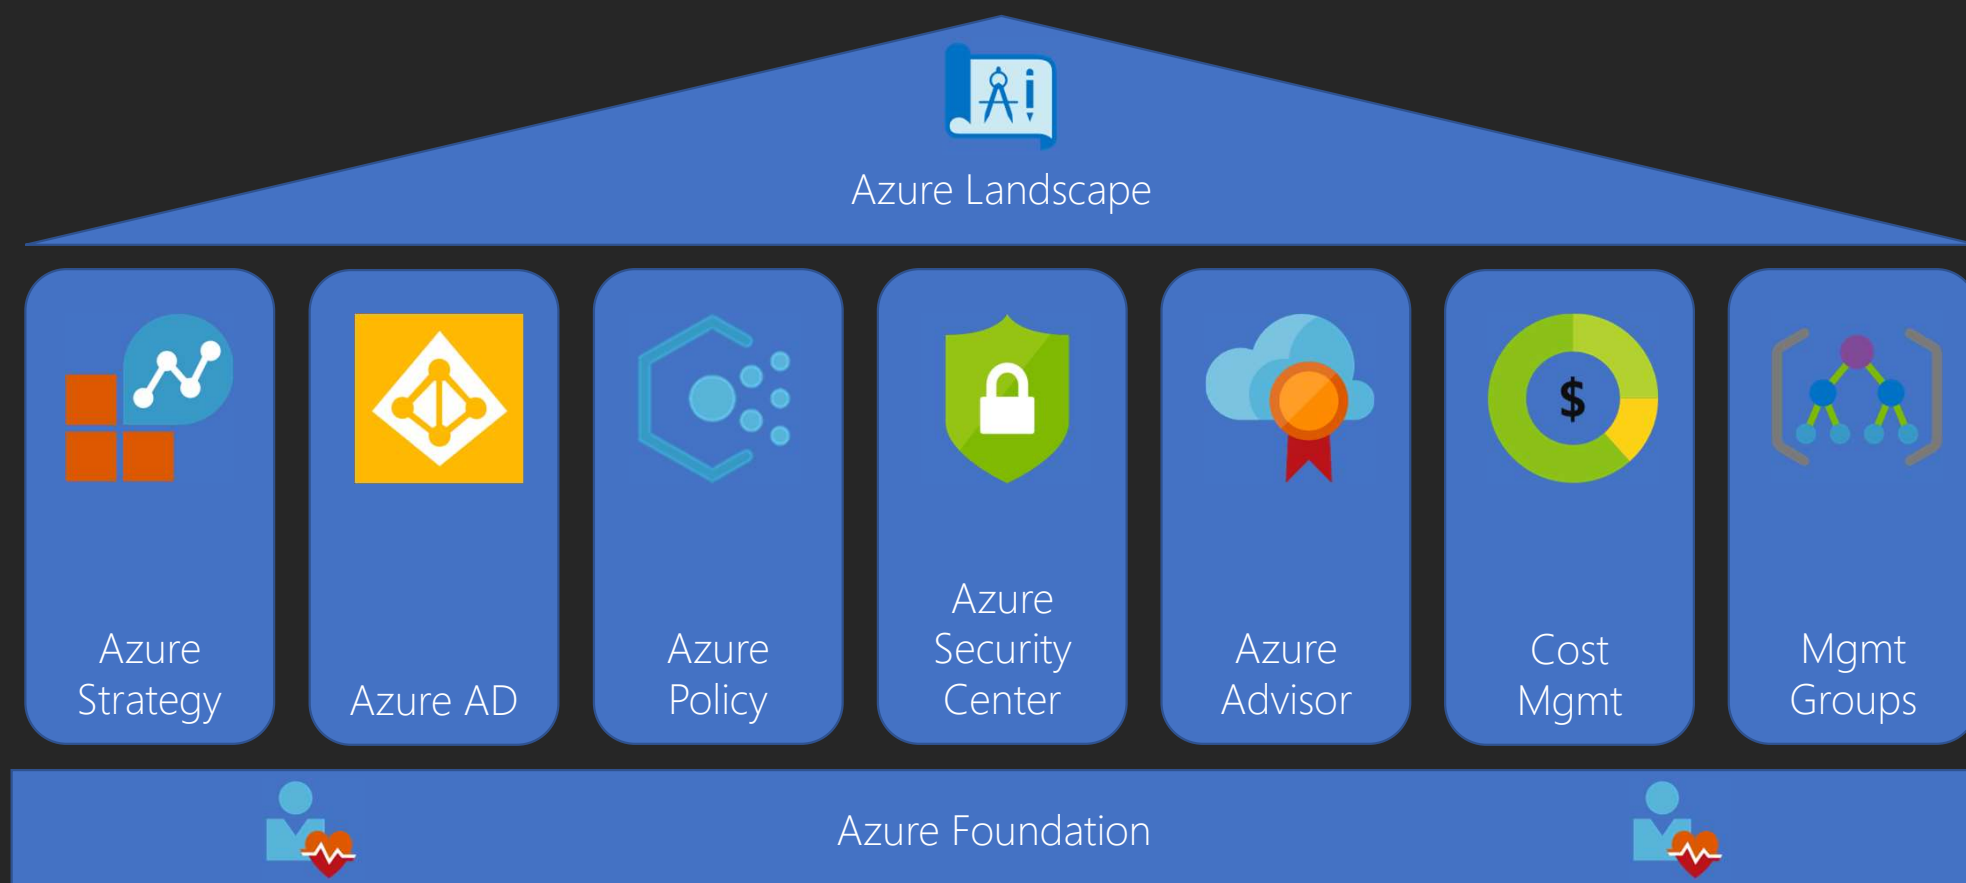 Azure Landscape
Azure
Strategy
Azure AD
Azure
Policy
Azure
Security
Center
Azure
Advisor
$
Cost
Mgmt
Mgmt
Groups
Azure Foundation